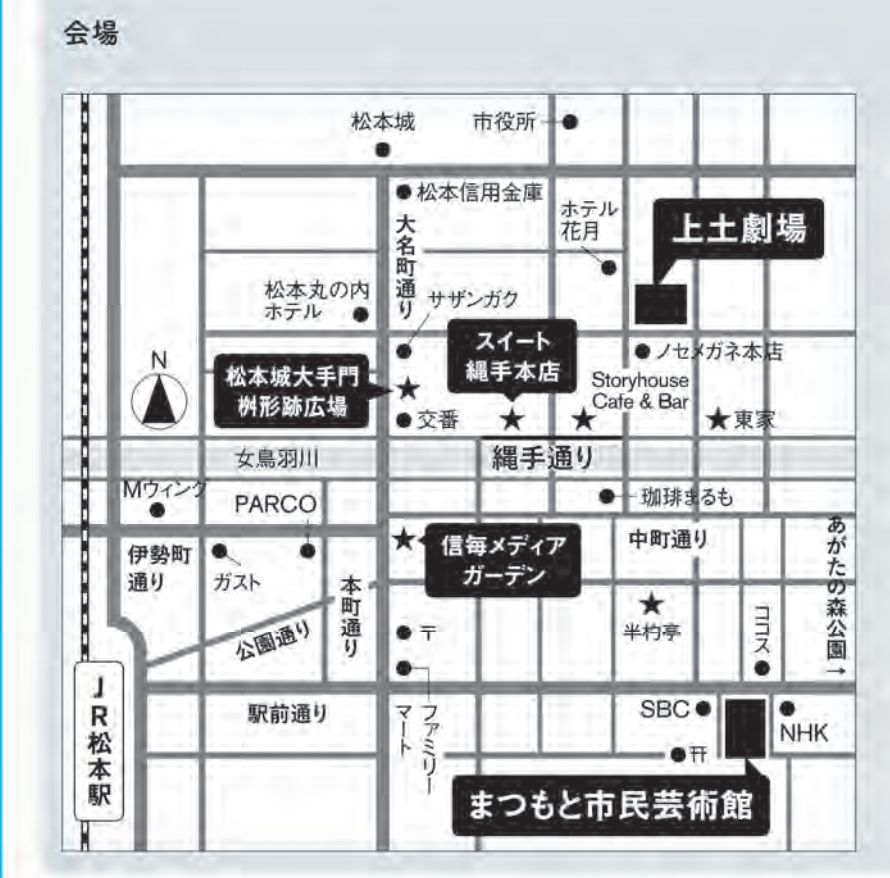 会場
松本城
市役所
松本信用金庫
大名町通り
ホテル
花月
上土劇場
松本丸の内
ホテル
サザンガク
スイート
縄手本店
ノセメガネ本店
N
松本城大手門
桝形跡広場
Storyhouse
Cafe & Bar
交番
東家
女鳥羽川
縄手通り
Mウィング
PARCO
珈琲まるも
伊勢町
通り
ガスト
信毎メディア
ガーデン
中町通り
あがたの森公園→
本町通り
公園通り
〒
半杓亭
ココス
JR松本駅
駅前通り
ファミリー
マート
SBC
NHK
まつもと市民芸術館